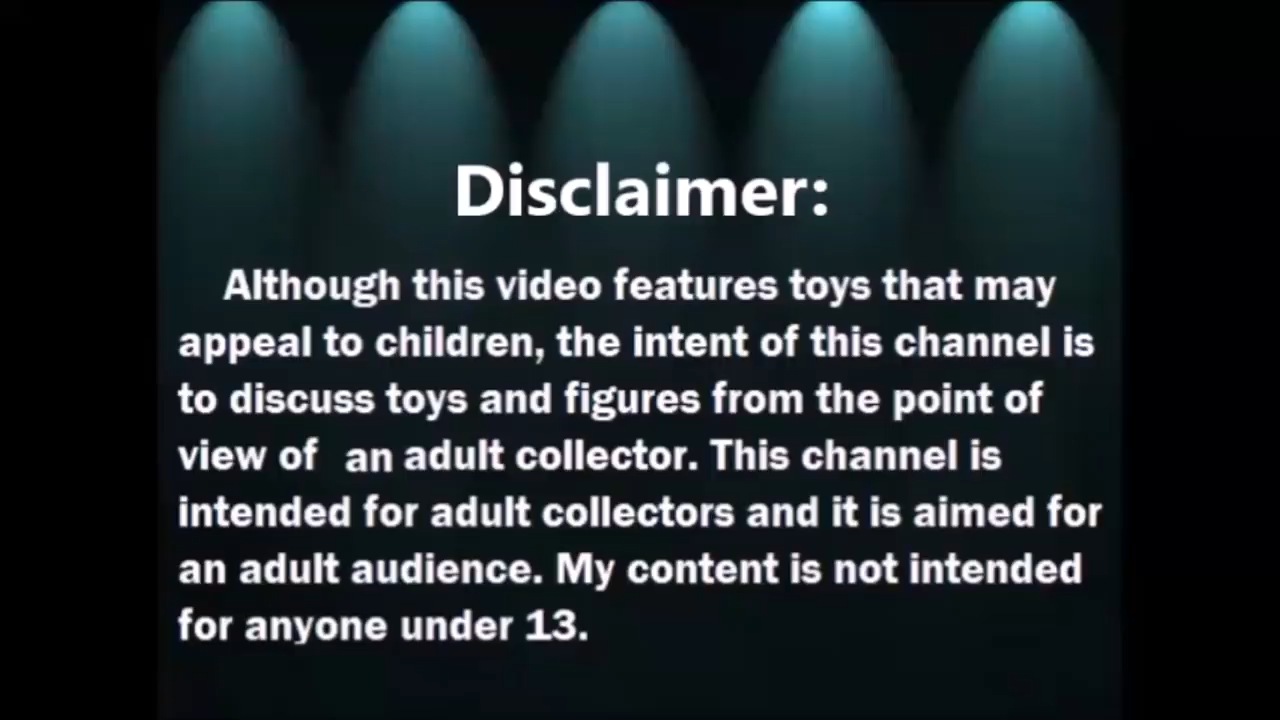 Disclaimer:
Although this video features toys that may
appeal to children, the intent of this channel is
to discuss toys and figures from the point of
view of an adult collector. This channel is
intended for adult collectors and it is aimed for
an adult audience. My content is not intended
for anyone under 13.